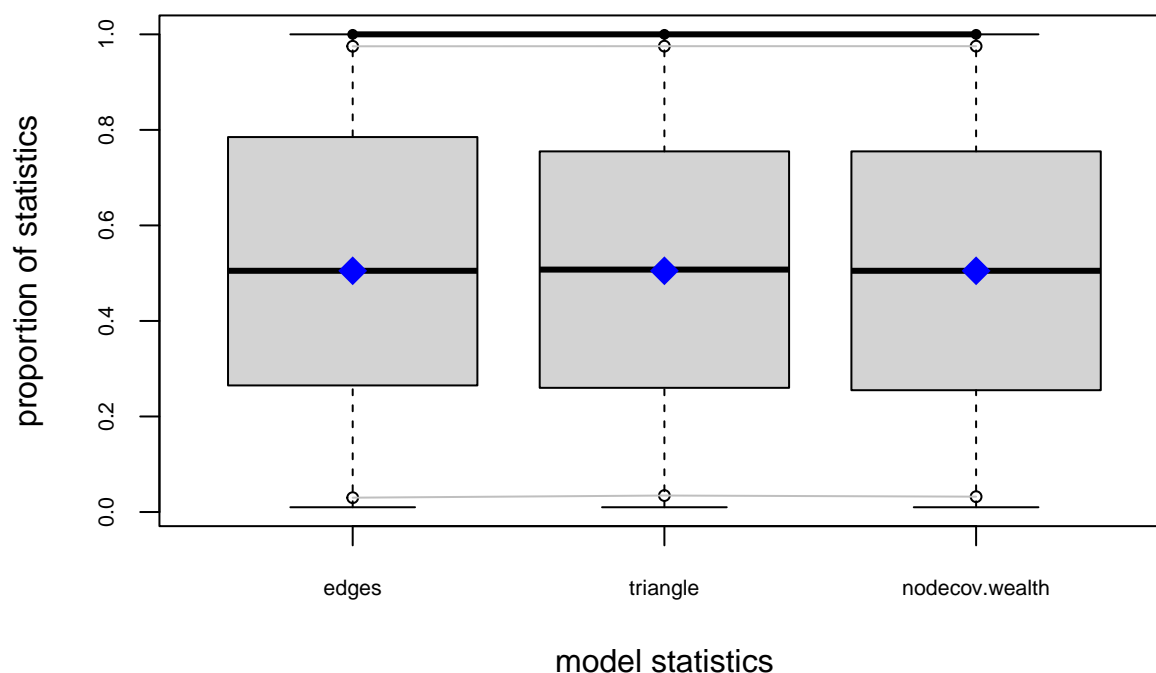 proportion of statistics
1.0
0.8
0.6
0.4
0.2
0.0
edges triangle nodecov.wealth
model statistics